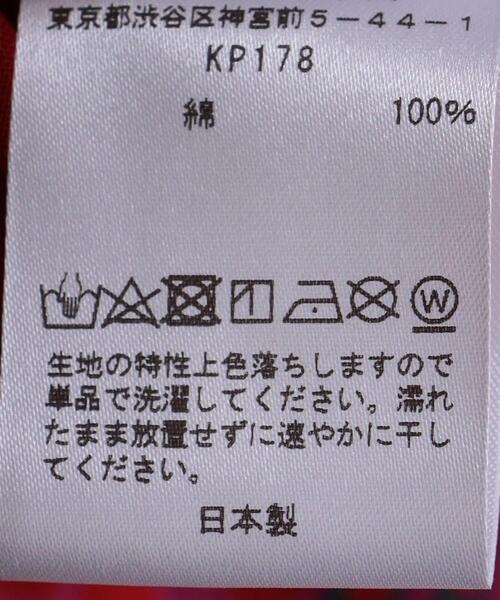 東京都渋谷区神宮前5-44-1
KP178
綿 100%
W
生地の特性上色落ちしますので
単品で洗濯してください。濡れ
たまま放置せずに速やかに干し
てください。
日本製